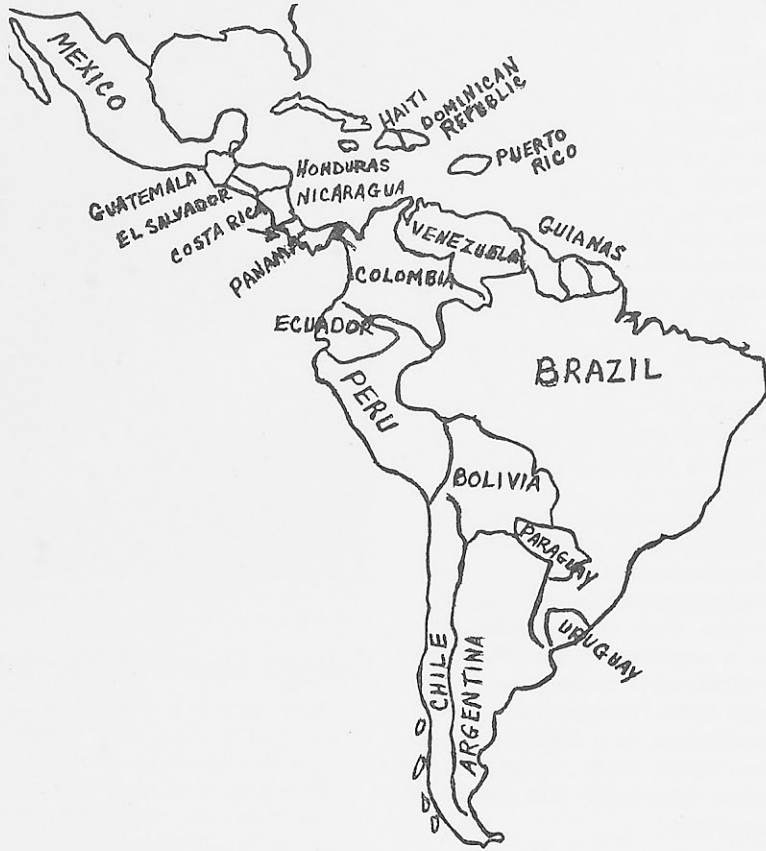 MEXICO
HAITI
DOMINICAN
REPUBLIC
PUERTO
RICO
HONDURAS
NICARAGUA
GUATEMALA
EL SALVADOR
COSTA RICA
PANAMA
VENEZUELA
GUIANAS
COLOMBIA
ECUADOR
BRAZIL
PERU
BOLIVIA
PARAGUAY
URUGUAY
CHILE
ARGENTINA